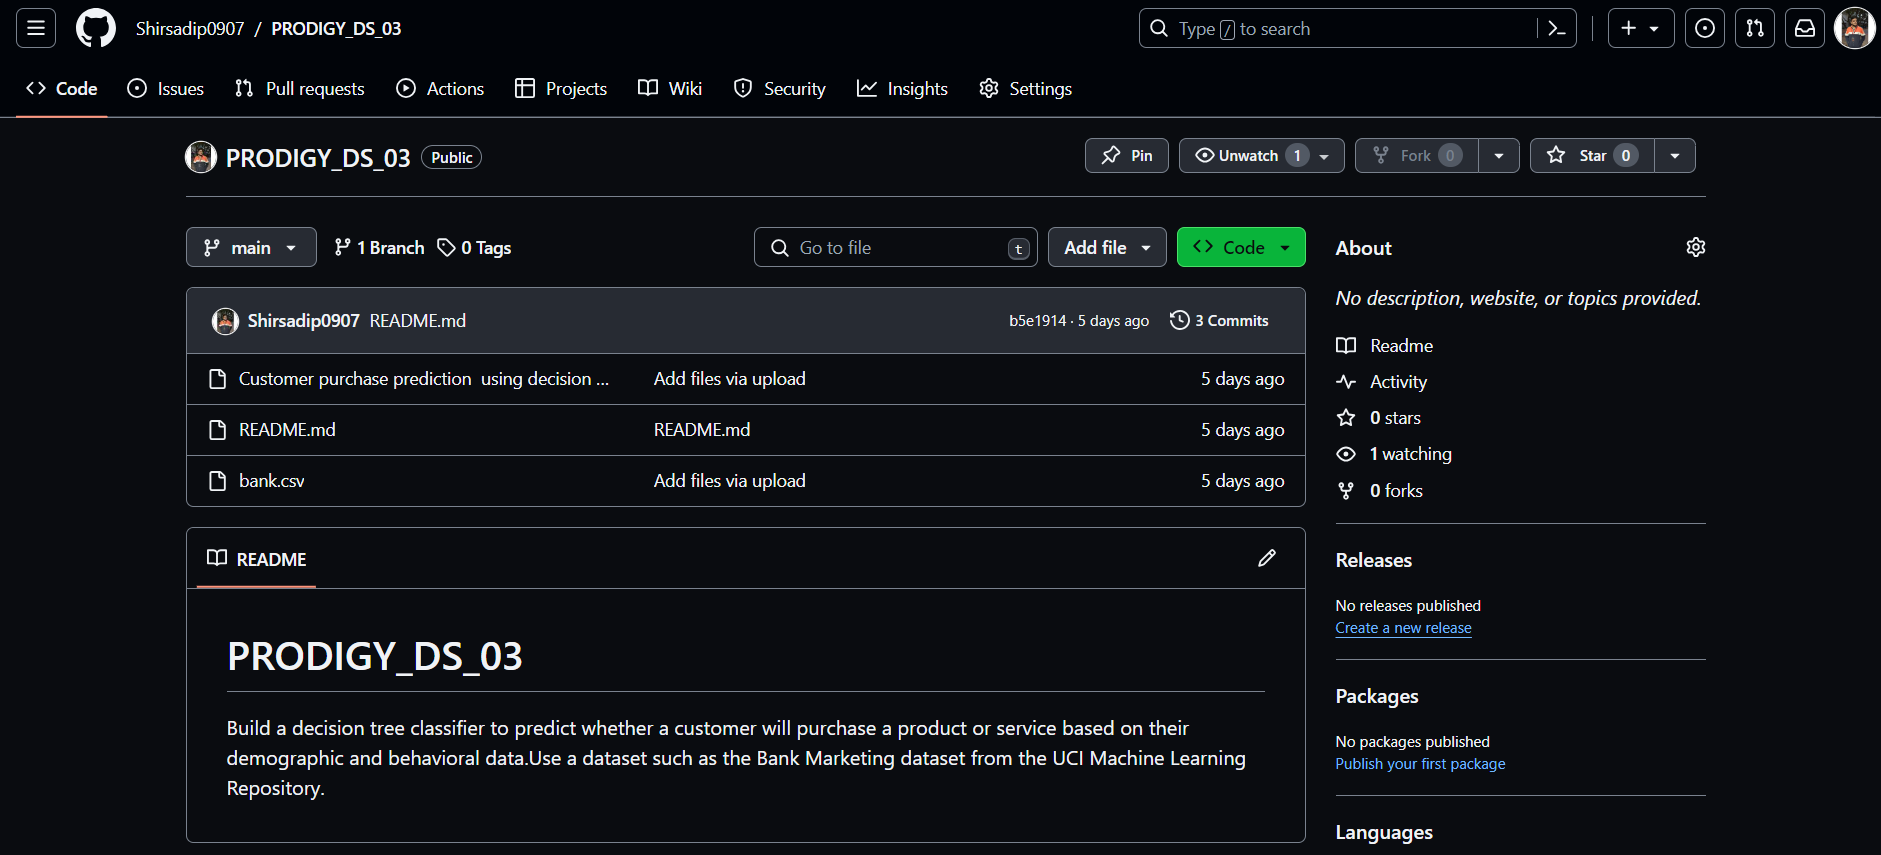 Shirsadip0907 / PRODIGY_DS_03
Type / to search
Code Issues Pull requests Actions Projects Wiki Security Insights Settings
PRODIGY_DS_03 Public
Pin Unwatch 1 Fork 0 Star 0
main 1 Branch 0 Tags Go to file t Add file Code
About
No description, website, or topics provided.
Shirsadip0907 README.md b5e1914 · 5 days ago 3 Commits
Customer purchase prediction using decision ... Add files via upload 5 days ago
README.md README.md 5 days ago
bank.csv Add files via upload 5 days ago
Readme
Activity
0 stars
1 watching
0 forks
README
PRODIGY_DS_03
Build a decision tree classifier to predict whether a customer will purchase a product or service based on their
demographic and behavioral data.Use a dataset such as the Bank Marketing dataset from the UCI Machine Learning
Repository.
Releases
No releases published
Create a new release
Packages
No packages published
Publish your first package
Languages